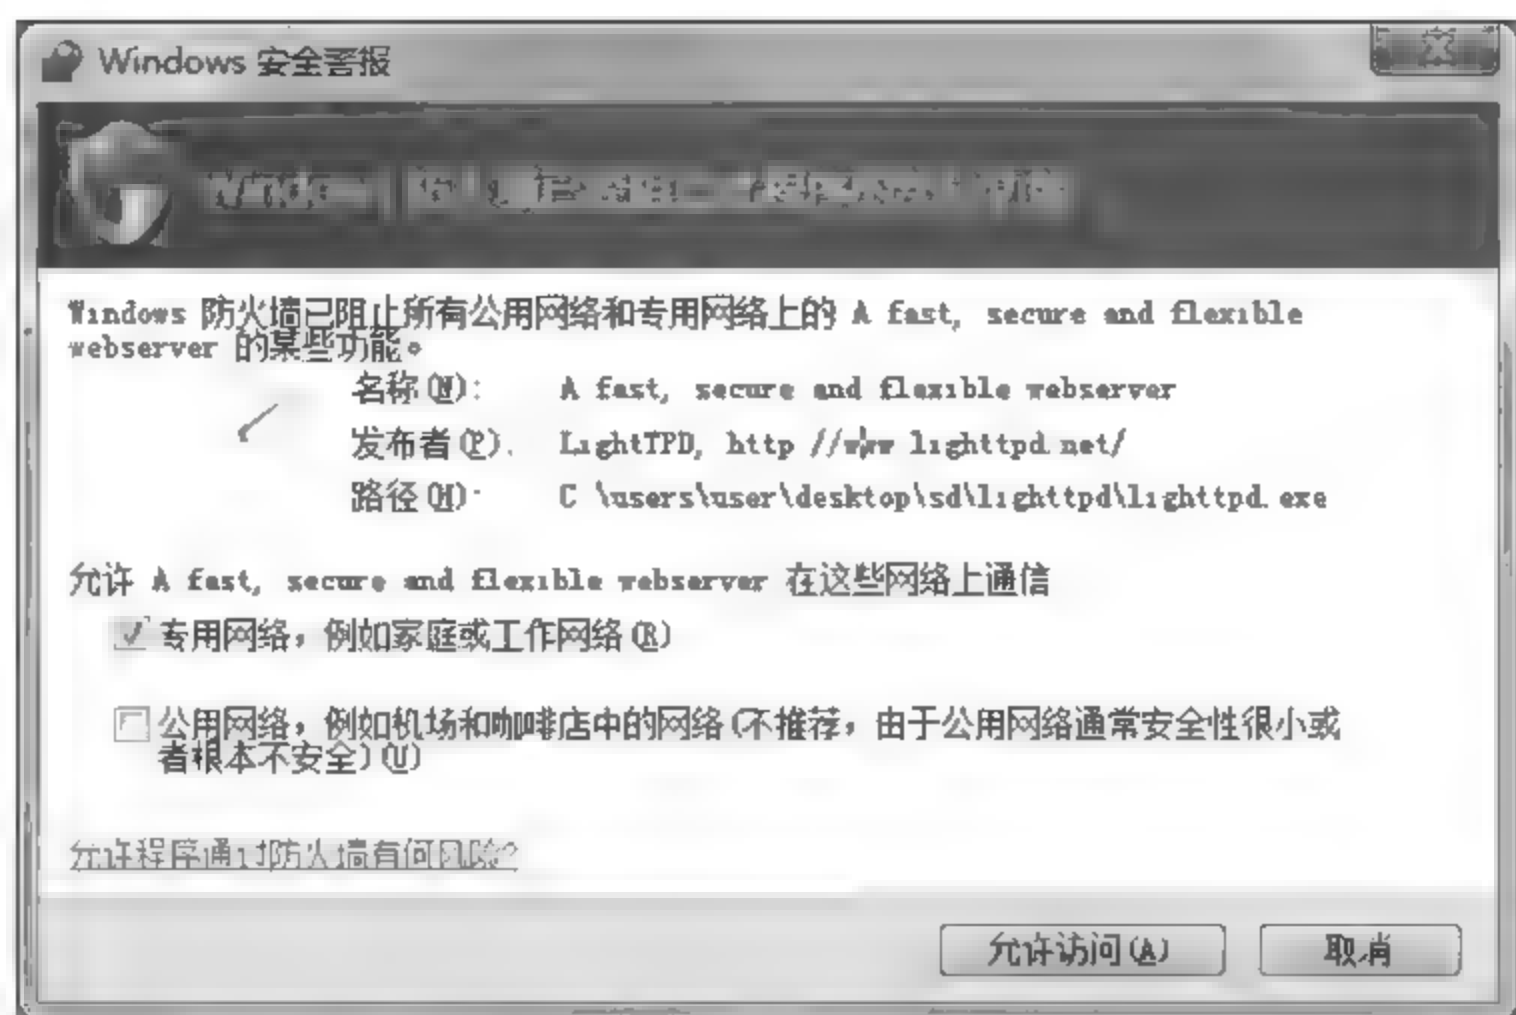 Windows 安全警报
Windows 防火墙已阻止所有公用网络和专用网络上的 A fast, secure and flexible
webserver 的某些功能。
名称(N): A fast, secure and flexible webserver
发布者(P). LightTPD, http //www lighttpd.net/
路径(H): C \users\user\desktop\sd\lighttpd\lighttpd.exe
允许 A fast, secure and flexible webserver 在这些网络上通信
专用网络，例如家庭或工作网络(R)
公用网络，例如机场和咖啡店中的网络(不推荐，由于公用网络通常安全性很小或
者根本不安全)(U)
允许程序通过防火墙有何风险?
允许访问(A) 取消